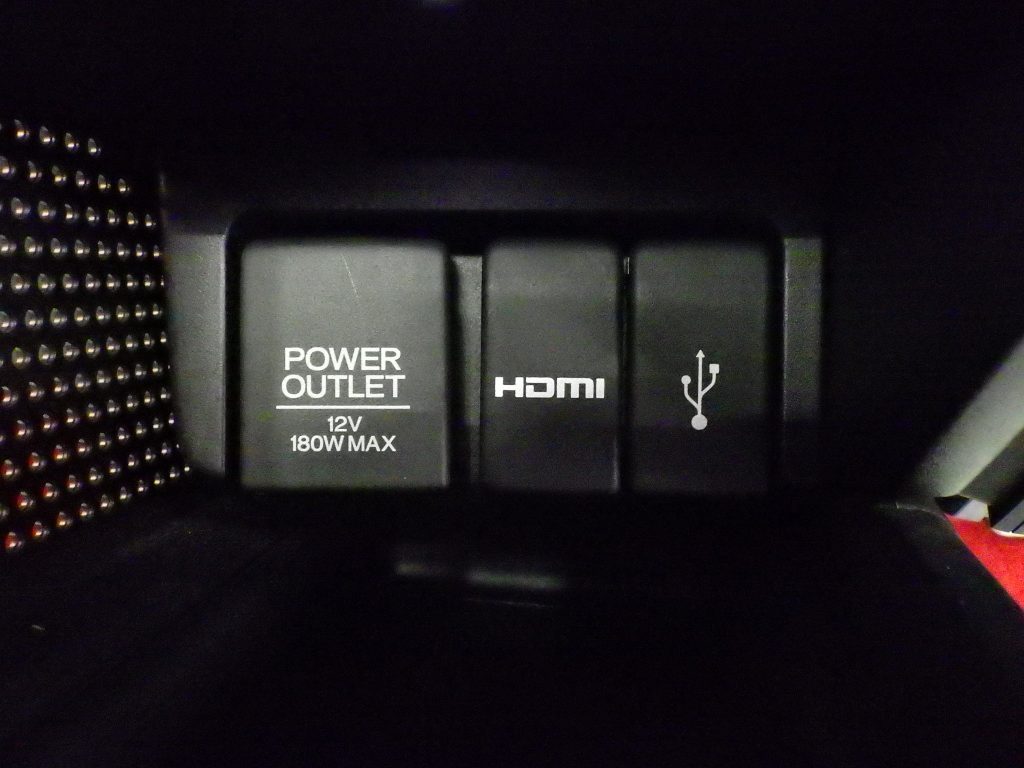 POWER
OUTLET
12V
180W MAX
HDMI